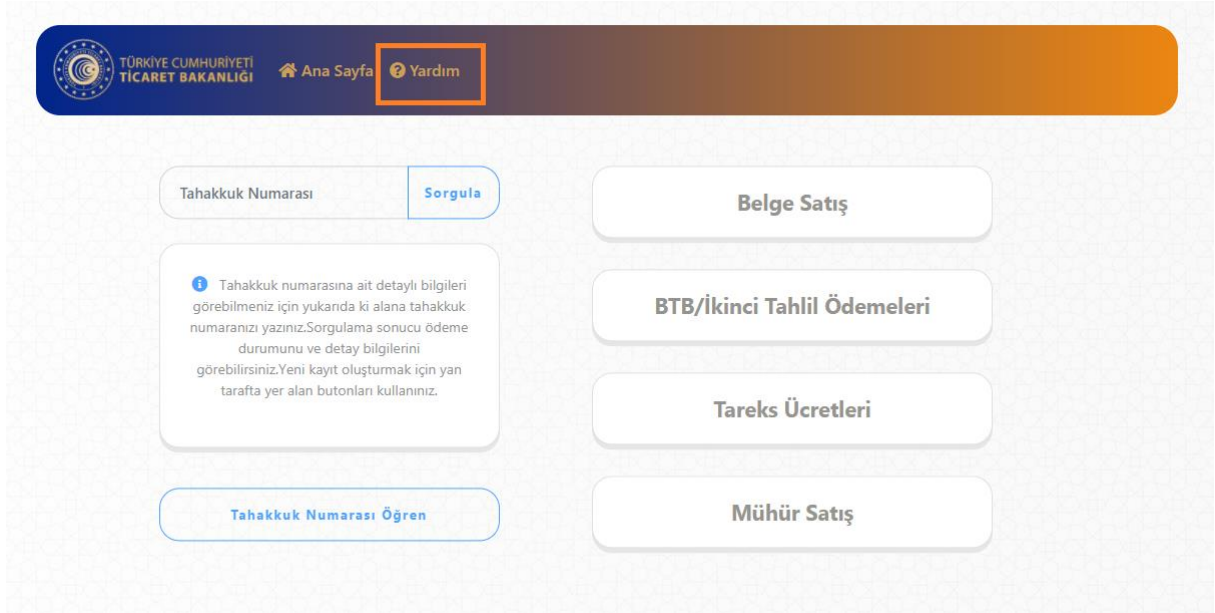 TÜRKİYE CUMHURİYETİ
TİCARET BAKANLIĞI
Ana Sayfa
Yardım
Tahakkuk Numarası
Sorgula
Tahakkuk numarasına ait detaylı bilgileri
görebilmeniz için yukarıda ki alana tahakkuk
numaranızı yazınız.Sorgulama sonucu ödeme
durumunu ve detay bilgilerini
görebilirsiniz.Yeni kayıt oluşturmak için yan
tarafta yer alan butonları kullanınız.
Tahakkuk Numarası Öğren
Belge Satış
BTB/İkinci Tahlil Ödemeleri
Tareks Ücretleri
Mühür Satış